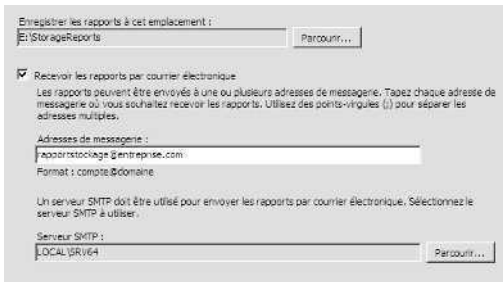 Enregistrer les rapports à cet emplacement :
E:\StorageReports
Parcourir...
Recevoir les rapports par courrier électronique
Les rapports peuvent être envoyés à une ou plusieurs adresses de messagerie. Tapez chaque adresse de
messagerie où vous souhaitez recevoir les rapports. Utilisez des points-virgules (;) pour séparer les
adresses multiples.
Adresses de messagerie :
rapportstockage@entreprise.com
Format : compte@domaine
Un serveur SMTP doit être utilisé pour envoyer les rapports par courrier électronique. Sélectionnez le
serveur SMTP à utiliser.
Serveur SMTP :
LOCAL\SRV64
Parcourir...